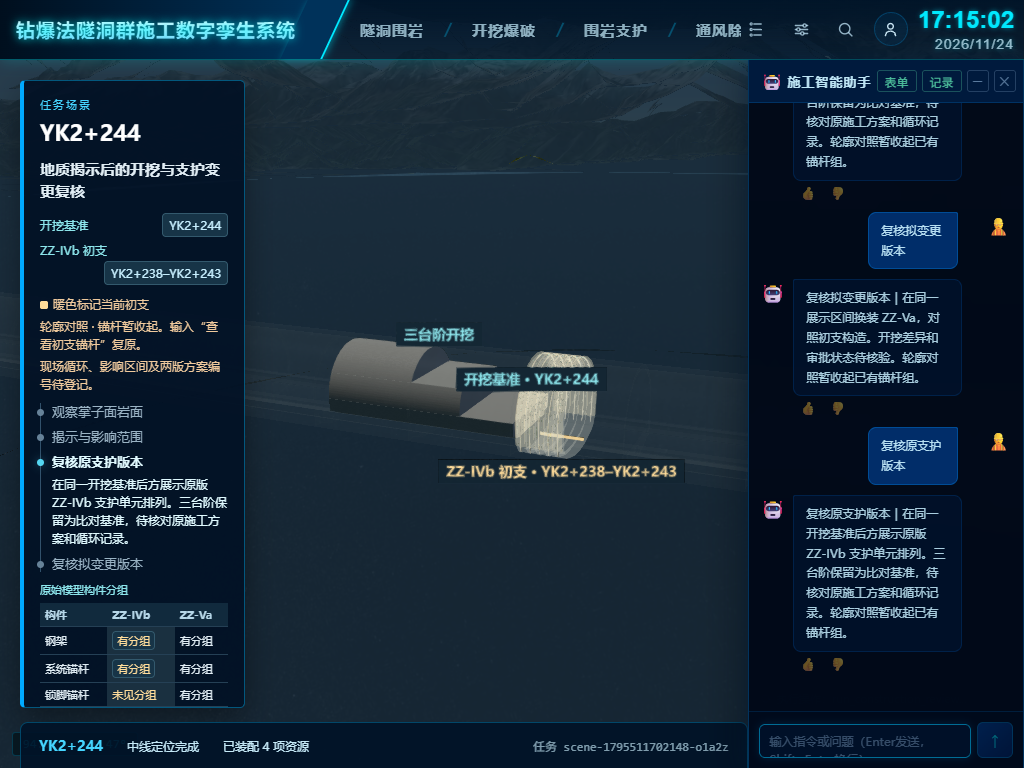 钻爆法隧洞群施工数字孪生系统
隧洞围岩 / 开挖爆破 / 围岩支护 / 通风除
17:15:02
2026/11/24
任务场景
YK2+244
地质揭示后的开挖与支护变
更复核
开挖基准 YK2+244
ZZ-IVb 初支
YK2+238—YK2+243
暖色标记当前初支
轮廓对照 · 锚杆暂收起。输入“查
看初支锚杆”复原。
现场循环、影响区间及两版方案编
号待登记。
观察掌子面岩面
揭示与影响范围
复核原支护版本
在同一开挖基准后方展示原版
ZZ-IVb 支护单元排列。三台阶保
留为比对基准，待核对原施工方
案和循环记录。
复核拟变更版本
原始模型构件分组
构件 ZZ-IVb ZZ-Va
钢架 有分组 有分组
系统锚杆 有分组 有分组
锁脚锚杆 未见分组 有分组
三台阶开挖
开挖基准 • YK2+244
ZZ-IVb 初支 • YK2+238—YK2+243
YK2+244 中线定位完成 已装配 4 项资源 任务 scene-1795511702148-o1a2z
施工智能助手 表单 记录
台阶保留为比对基准，待
核对原施工方案和循环记
录。轮廓对照暂收起已有
锚杆组。
复核拟变更
版本
复核拟变更版本 | 在同一
展示区间换装 ZZ-Va，对
照初支构造。开挖差异和
审批状态待核验。轮廓对
照暂收起已有锚杆组。
复核原支护
版本
复核原支护版本 | 在同一
开挖基准后方展示原版
ZZ-IVb 支护单元排列。三
台阶保留为比对基准，待
核对原施工方案和循环记
录。轮廓对照暂收起已有
锚杆组。
输入指令或问题（Enter发送，